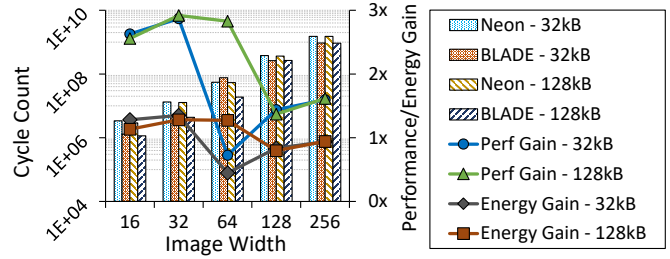 1E+10
1E+08
1E+06
1E+04
Cycle Count
16 32 64 128 256
Image Width
3x
2x
1x
0x
Performance/Energy Gain
Neon - 32kB
BLADE - 32kB
Neon - 128kB
BLADE - 128kB
Perf Gain - 32kB
Perf Gain - 128kB
Energy Gain - 32kB
Energy Gain - 128kB